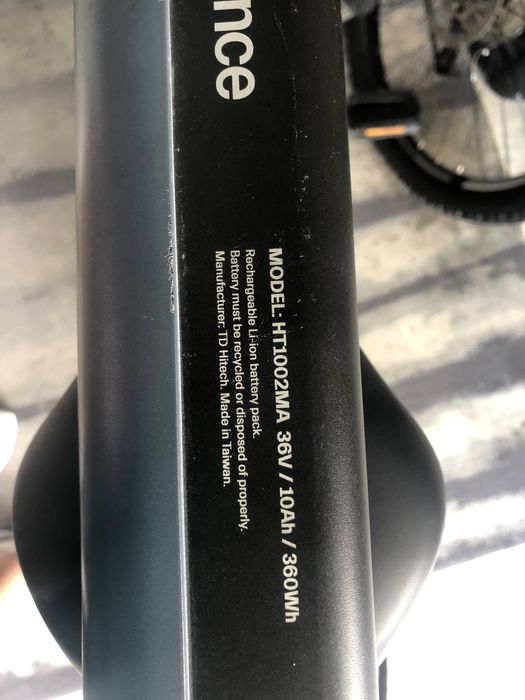 nce
MODEL: HT1002MA 36V / 10Ah / 360Wh
Rechargeable Li-ion battery pack.
Battery must be recycled or disposed of properly.
Manufacturer: TD Hitech. Made in Taiwan.